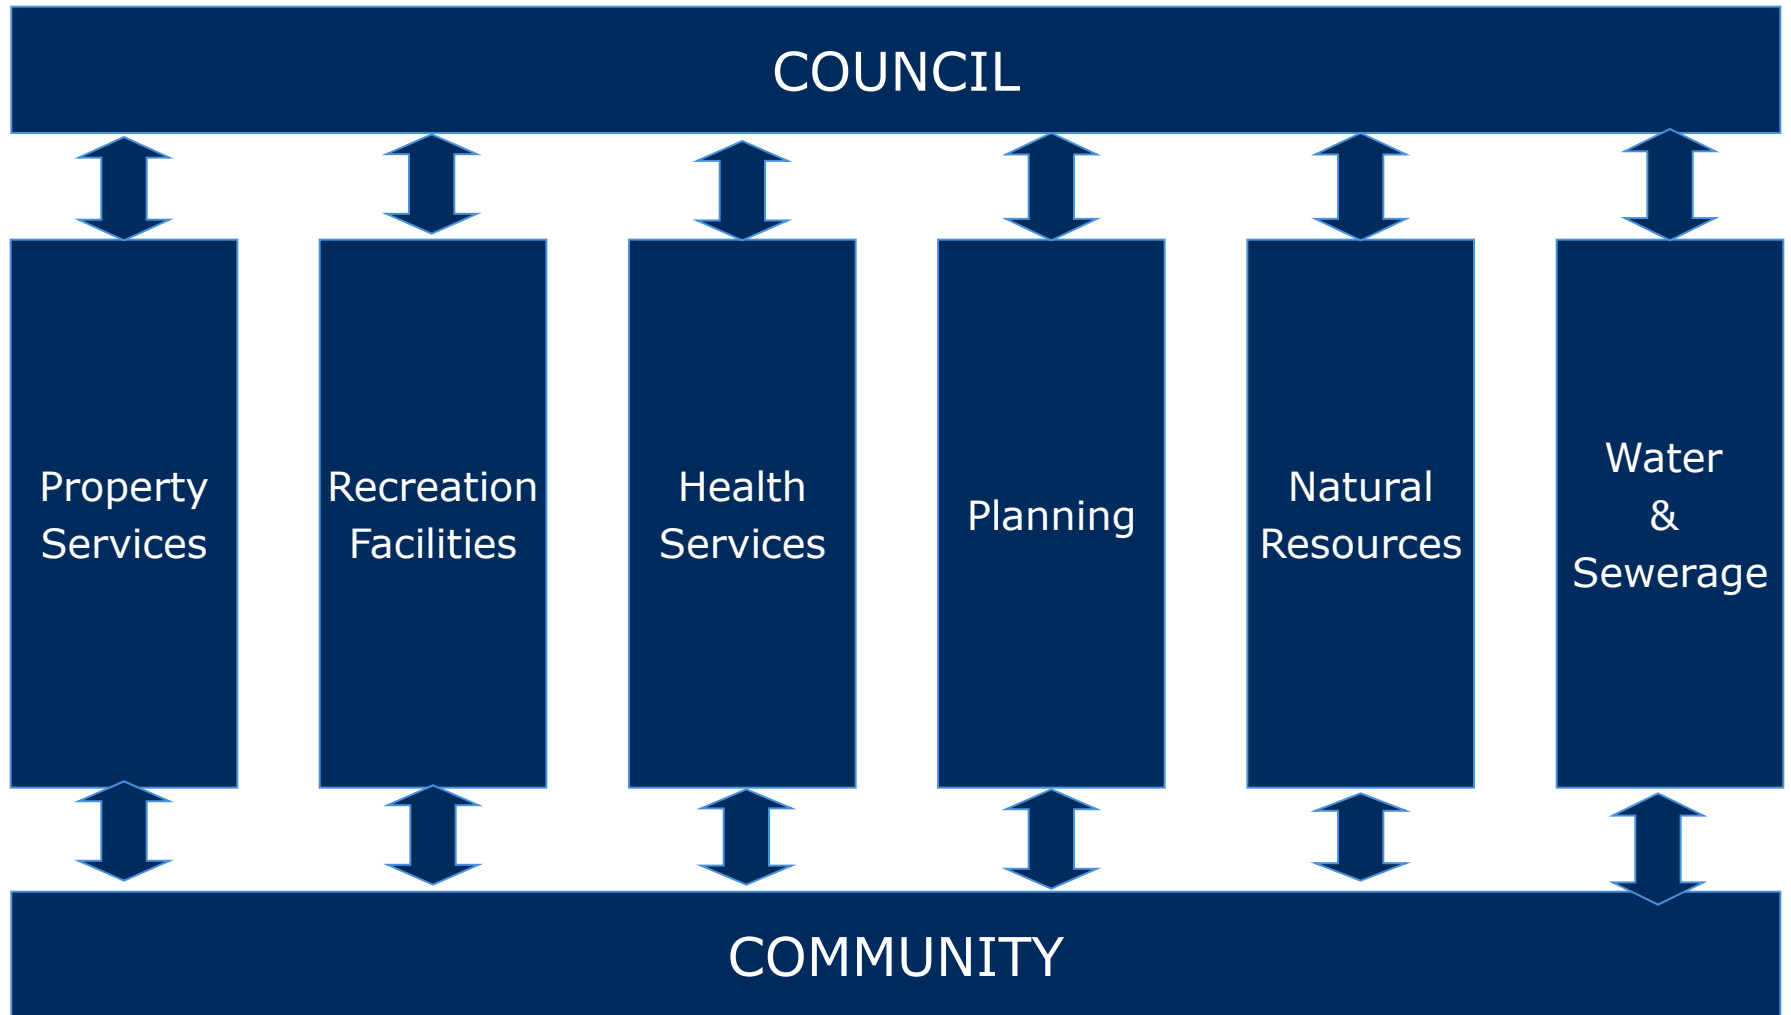 COUNCIL
Property
Services
Recreation
Facilities
Health
Services
Planning
Natural
Resources
Water
&
Sewerage
COMMUNITY